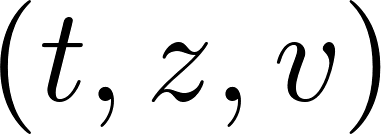 (t, z, v)